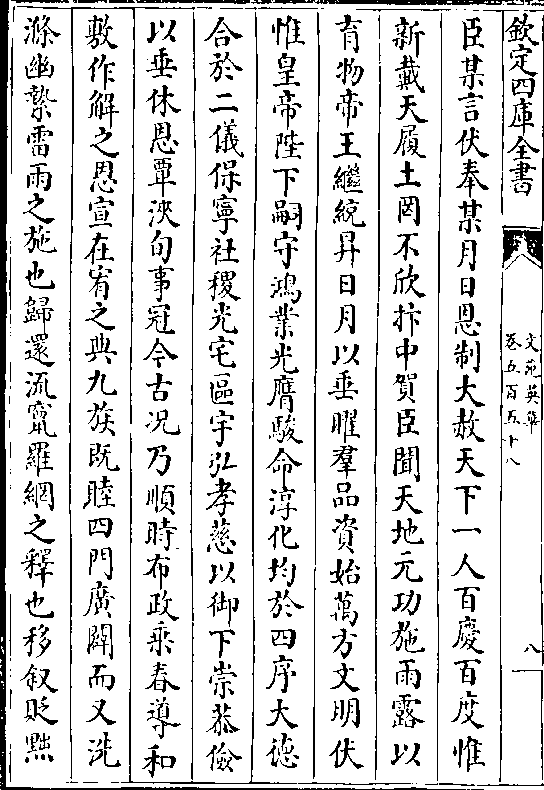 欽定四庫全書
文苑英華
卷五百五十八
八
臣某言伏奉某月日恩制大赦天下一人百慶百度惟
新戴天履土罔不欣抃中賀臣聞天地元功施雨露以
育物帝王繼統昇日月以垂曜羣品資始萬方文明伏
惟皇帝陛下嗣守鴻業光膺駿命淳化均於四序大德
合於二儀保寧社稷光宅區宇弘孝慈以御下崇恭儉
以垂休恩覃浹旬事冠今古况乃順時布政乘春導和
敷作解之恩宣在宥之典九族既睦四門廣闢而又洗
滌幽縶雷雨之施也歸還流竄羅網之釋也移叙貶黜